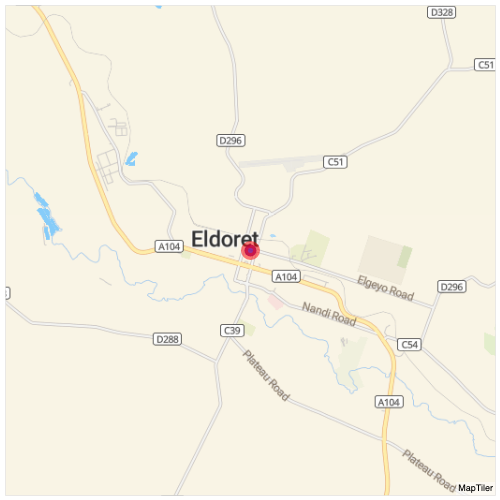 D328
C51
D296
C51
Eldoret
A104
A104
Elgeyo Road
D296
Nandi Road
C39
D288
C54
Plateau Road
A104
Plateau Road
MapTiler